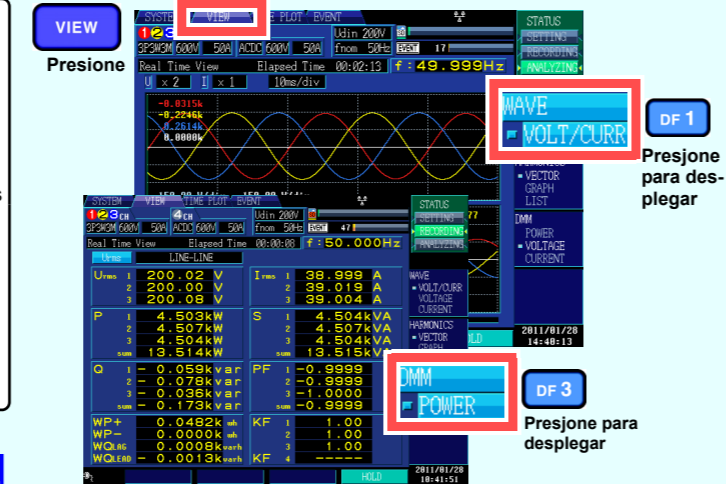 VIEW
Presione
SYSTEM VIEW TIME PLOT EVENT
123 Udin 200V
3P3W3M 600V 50A ACDC 600V 50A fnom 50Hz EVENT 17
Real Time View Elapsed Time 00:02:13 f:49.999Hz
U x 2 I x 1 10ms/div
-0.0315k
-0.2246k
0.2614k
0.0000k
STATUS
SETTING
RECORDING
ANALYZING
WAVE
VOLT/CURR
DF 1
Presjone
para des-
plegar
VECTOR
GRAPH
LIST
DMM
POWER
VOLTAGE
CURRENT
2011/01/28
14:40:13
SYSTEM VIEW TIME PLOT EVENT
123CH 4CH Udin 200V
3P3W3M 600V 50A ACDC 600V 50A fnom 50Hz EVENT 47
Real Time View Elapsed Time 00:00:08 f:50.000Hz
Urms LINE-LINE
Urms 1 200.02 V Irms 1 38.999 A
2 200.00 V 2 39.019 A
3 200.08 V 3 39.004 A
P 1 4.503kW S 1 4.504kVA
2 4.507kW 2 4.507kVA
3 4.504kW 3 4.504kVA
sum 13.514kW sum 13.515kVA
Q 1 - 0.059kvar PF 1 -0.9999
2 - 0.078kvar 2 -0.9999
3 - 0.036kvar 3 -1.0000
sum - 0.173kvar sum -0.9999
WP+ 0.0482k wh KF 1 1.00
WP- 0.0000k wh 2 1.00
WQLAG 0.0008k varh 3 1.00
WQLEAD - 0.0013k varh KF 4 -----
STATUS
SETTING
RECORDING
ANALYZING
WAVE
VOLT/CURR
VOLTAGE
CURRENT
HARMONICS
VECTOR
GRAPH
DMM
POWER
DF 3
Presjone para
desplegar
HOLD
2011/01/28
10:41:51